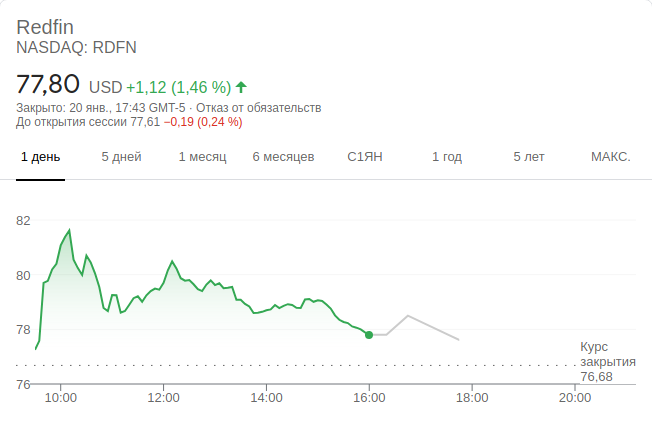 Redfin
NASDAQ: RDFN
77,80 USD +1,12 (1,46 %)
Закрыто: 20 янв., 17:43 GMT-5 · Отказ от обязательств
До открытия сессии 77,61 −0,19 (0,24 %)
1 день 5 дней 1 месяц 6 месяцев С1ЯН 1 год 5 лет МАКС.
82
80
78
Курс
закрытия
76,68
76
10:00 12:00 14:00 16:00 18:00 20:00